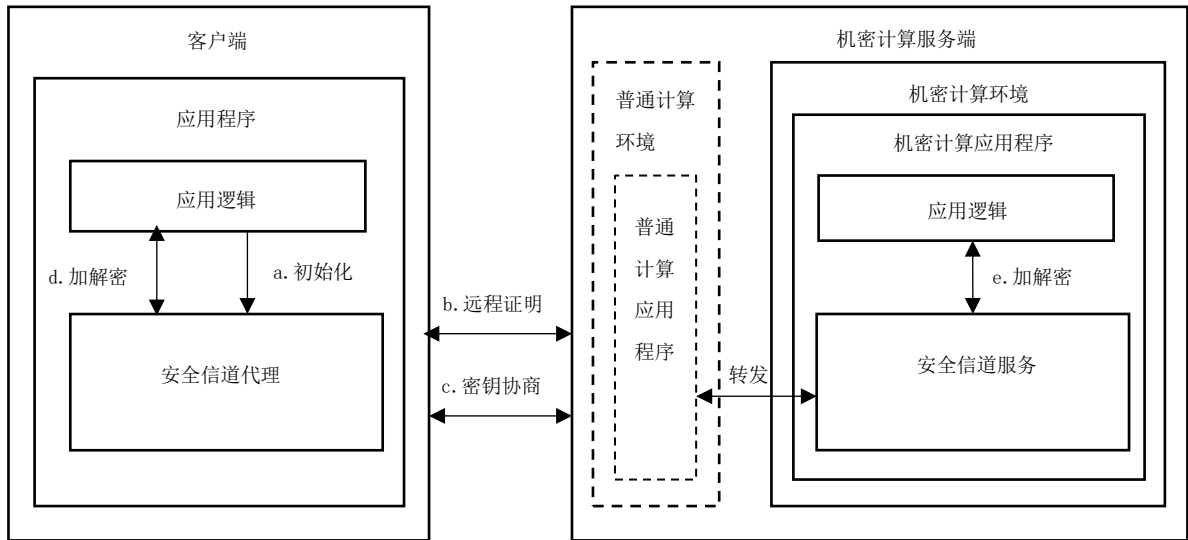 客户端
应用程序
应用逻辑
d.加解密
a.初始化
安全信道代理
b.远程证明
c.密钥协商
机密计算服务端
普通计算
环境
普通
计算
应用
程序
转发
机密计算环境
机密计算应用程序
应用逻辑
e.加解密
安全信道服务